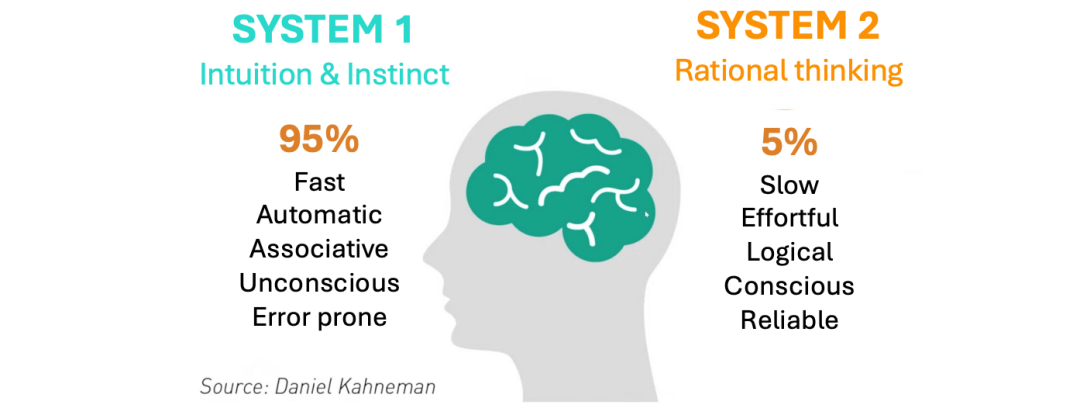 SYSTEM 1
Intuition & Instinct
95%
Fast
Automatic
Associative
Unconscious
Error prone
SYSTEM 2
Rational thinking
5%
Slow
Effortful
Logical
Conscious
Reliable
Source: Daniel Kahneman